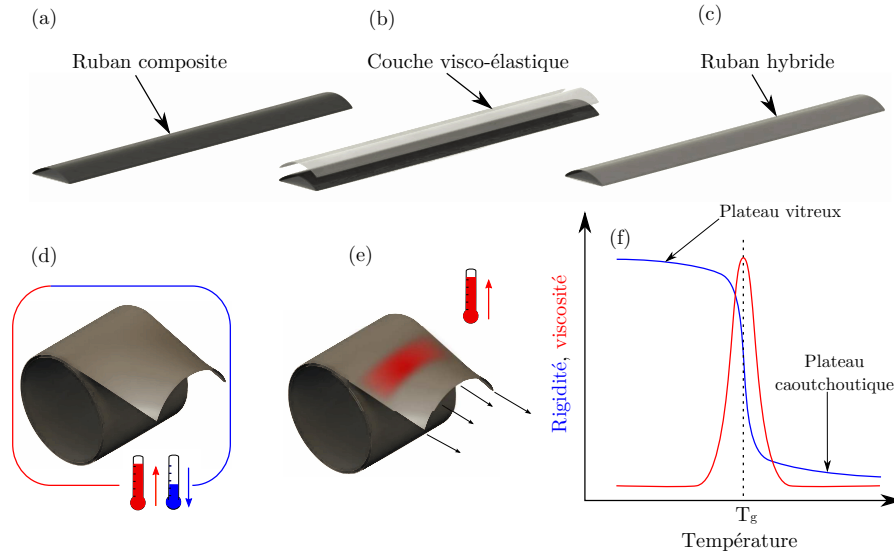 (a)
(b)
(c)
Ruban composite
Couche visco-élastique
Ruban hybride
(d)
(e)
(f)
Plateau vitreux
Rigidité, viscosité
Plateau
caoutchoutique
Tg
Température